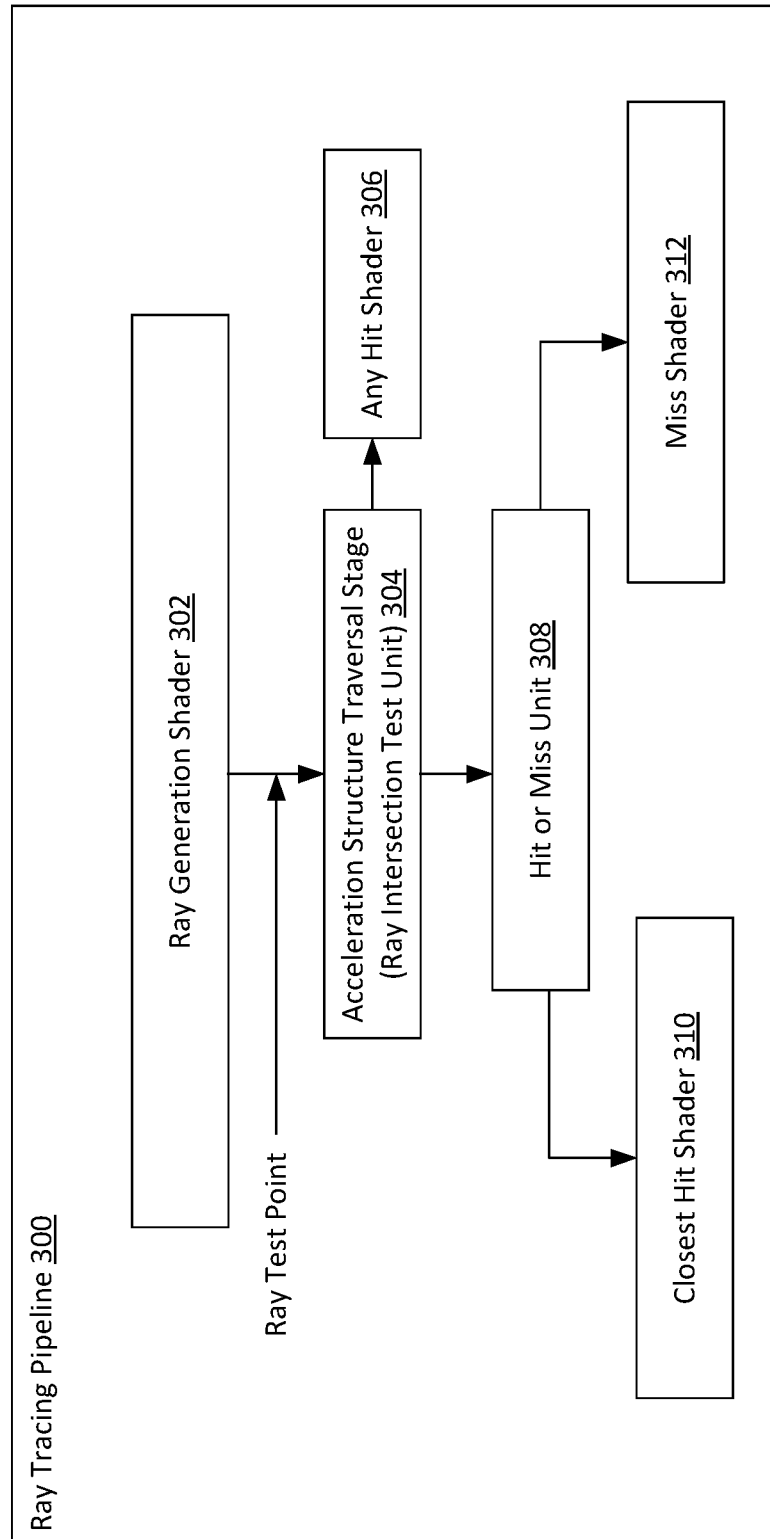 Ray Tracing Pipeline 300
Ray Generation Shader 302
Ray Test Point
Acceleration Structure Traversal Stage
(Ray Intersection Test Unit) 304
Any Hit Shader 306
Hit or Miss Unit 308
Closest Hit Shader 310
Miss Shader 312